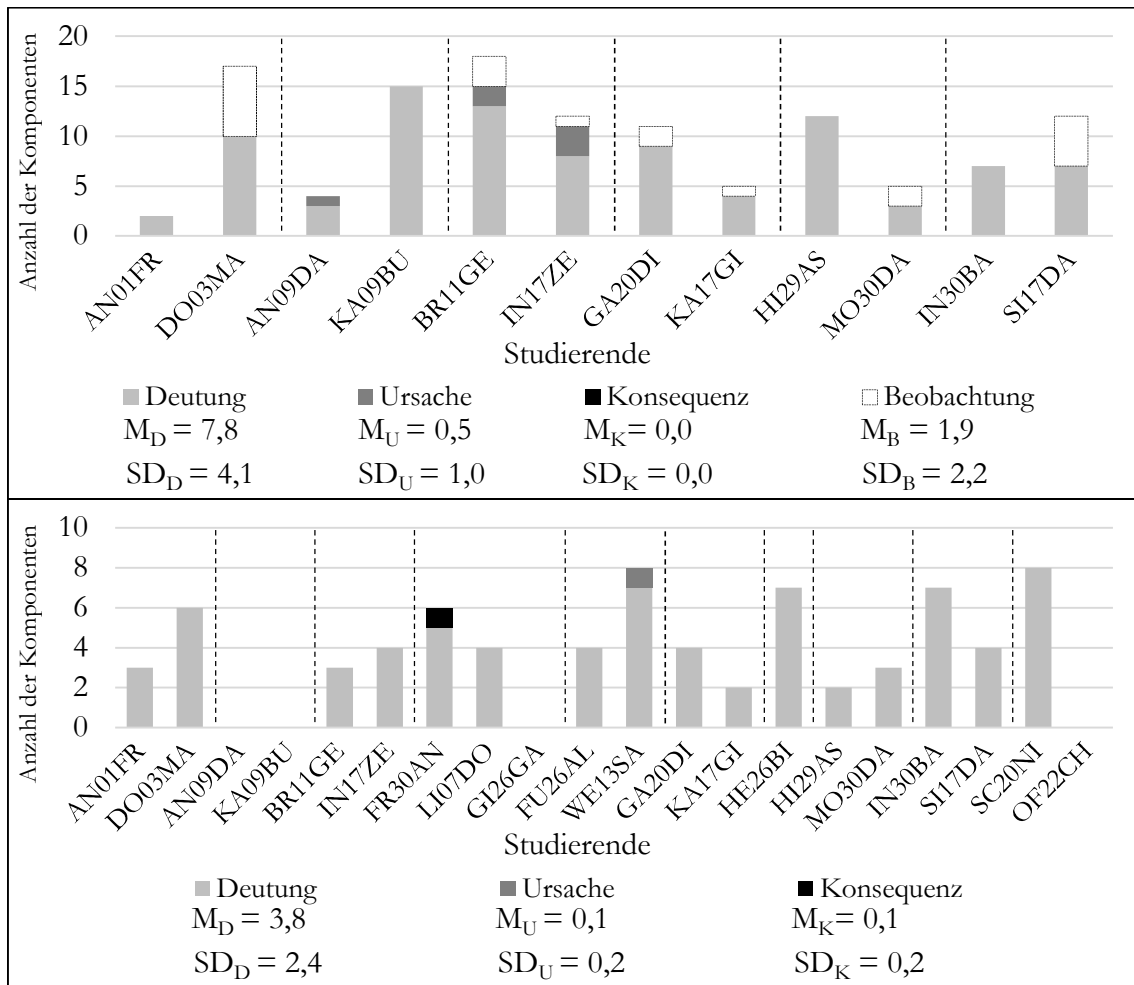 Anzahl der Komponenten
20
15
10
5
0
AN01FR
DO03MA
AN09DA
KA09BU
BR11GE
IN17ZE
GA20DI
KA17GI
HI29AS
MO30DA
IN30BA
SI17DA
Studierende
Deutung Ursache Konsequenz Beobachtung
M_D = 7,8 M_U = 0,5 M_K= 0,0 M_B = 1,9
SD_D = 4,1 SD_U = 1,0 SD_K = 0,0 SD_B = 2,2
Anzahl der Komponenten
10
8
6
4
2
0
AN01FR
DO03MA
AN09DA
KA09BU
BR11GE
IN17ZE
FR30AN
LI07DO
GI26GA
FU26AL
WE13SA
GA20DI
KA17GI
HE26BI
HI29AS
MO30DA
IN30BA
SI17DA
SC20NI
OF22CH
Studierende
Deutung Ursache Konsequenz
M_D = 3,8 M_U = 0,1 M_K= 0,1
SD_D = 2,4 SD_U = 0,2 SD_K = 0,2